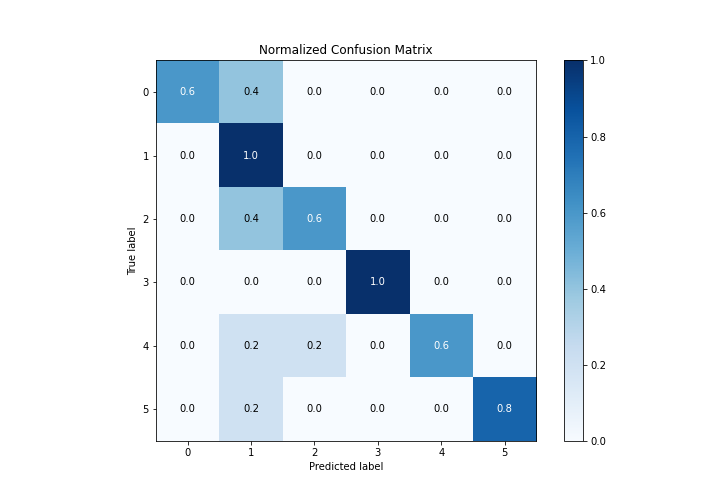 Normalized Confusion Matrix
True label
0 0.6 0.4 0.0 0.0 0.0 0.0
1 0.0 1.0 0.0 0.0 0.0 0.0
2 0.0 0.4 0.6 0.0 0.0 0.0
3 0.0 0.0 0.0 1.0 0.0 0.0
4 0.0 0.2 0.2 0.0 0.6 0.0
5 0.0 0.2 0.0 0.0 0.0 0.8
0 1 2 3 4 5
Predicted label
1.0
0.8
0.6
0.4
0.2
0.0